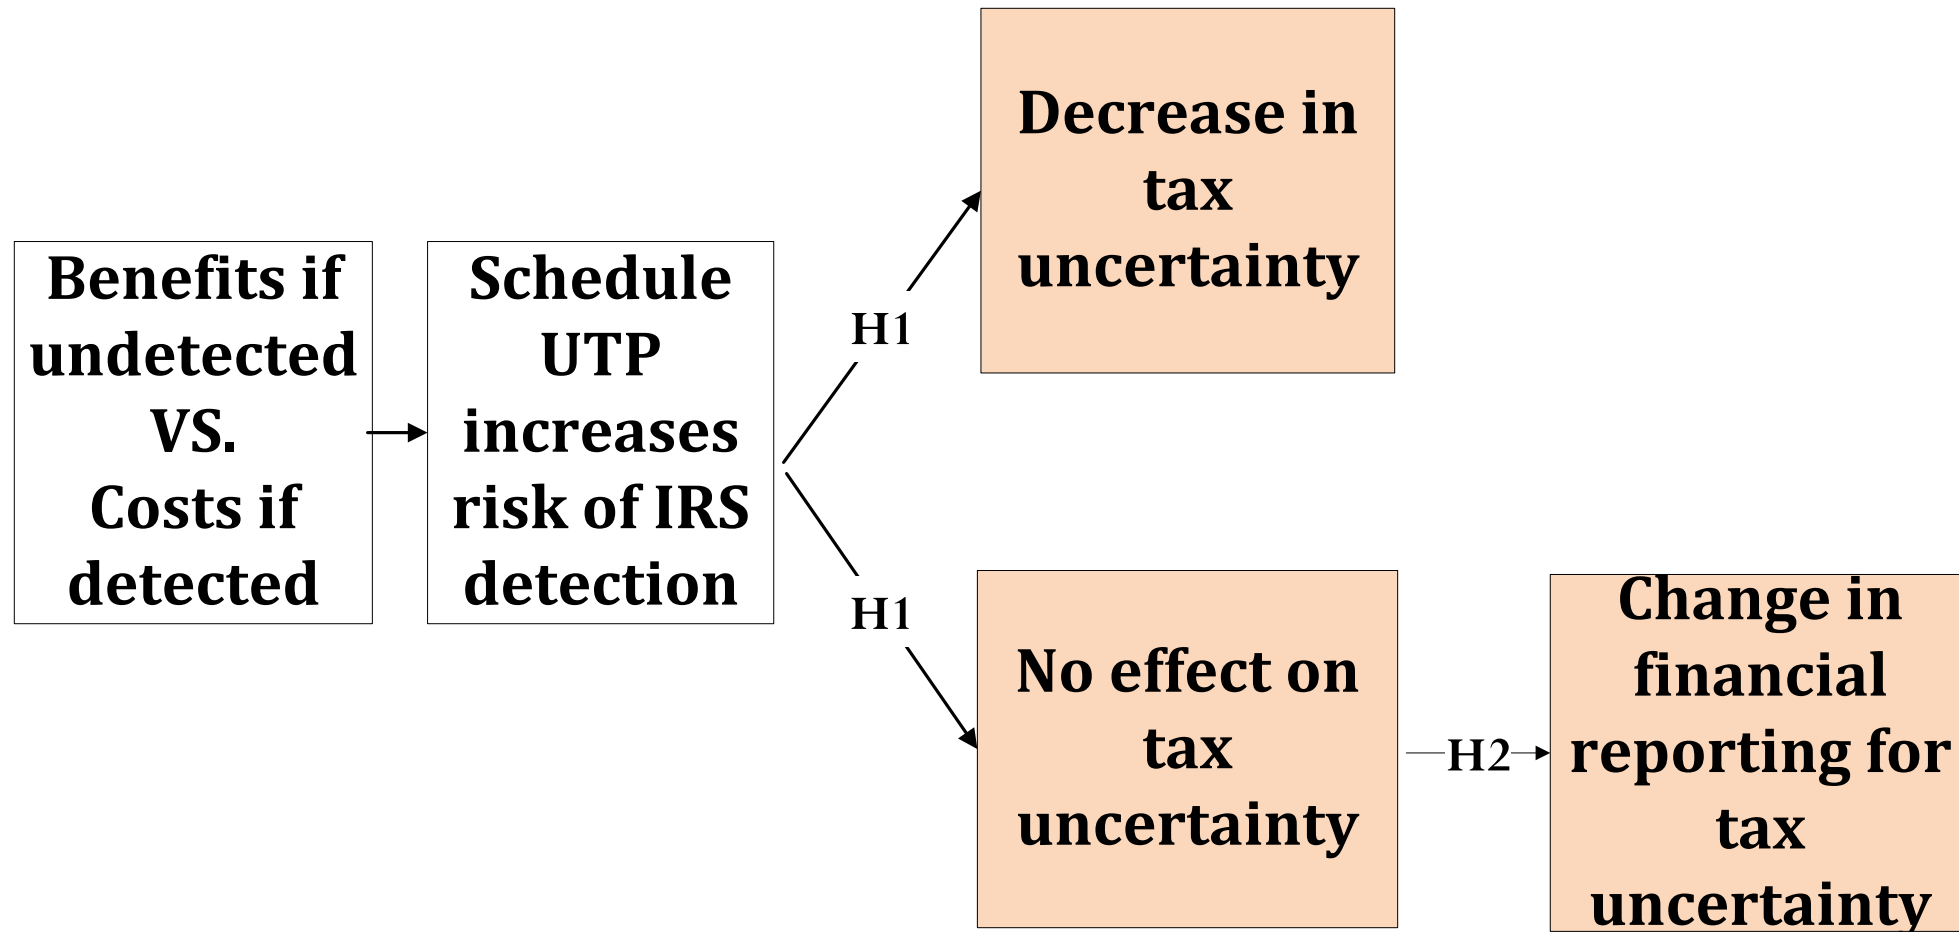 Benefits if
undetected
VS.
Costs if
detected
Schedule
UTP
increases
risk of IRS
detection
H1
Decrease in
tax
uncertainty
H1
No effect on
tax
uncertainty
H2
Change in
financial
reporting for
tax
uncertainty